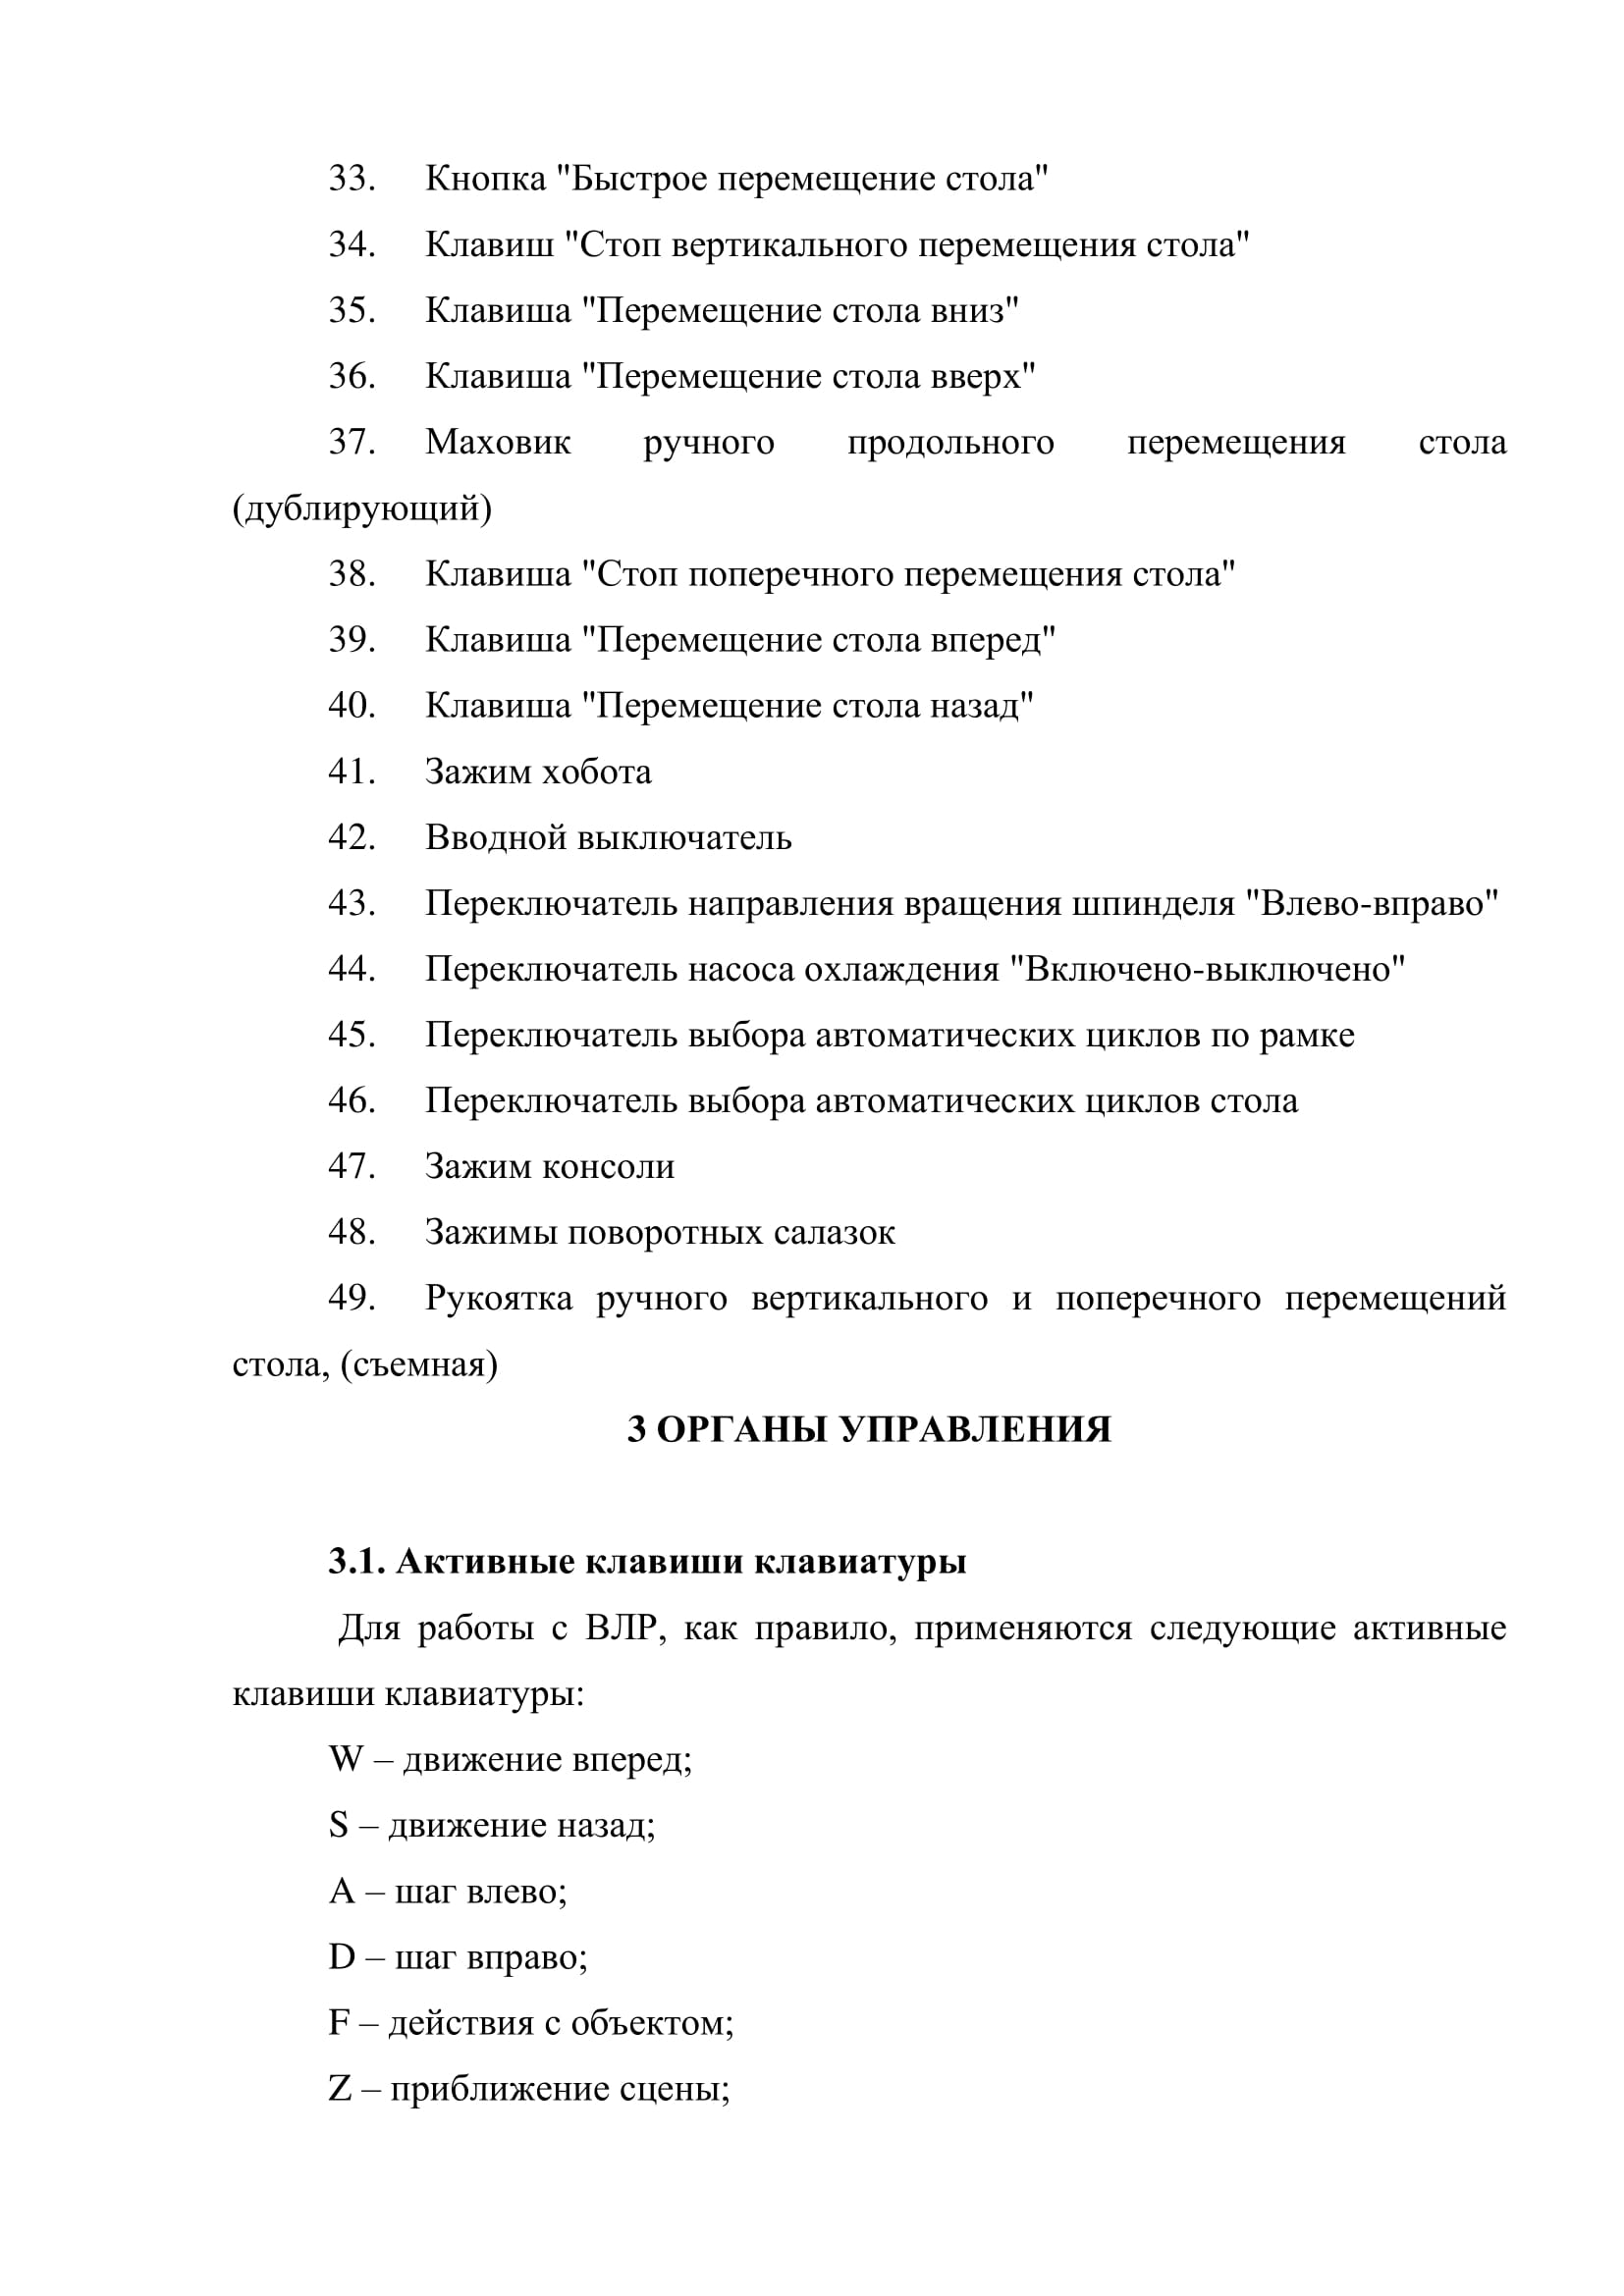 33. Кнопка "Быстрое перемещение стола"
34. Клавиш "Стоп вертикального перемещения стола"
35. Клавиша "Перемещение стола вниз"
36. Клавиша "Перемещение стола вверх"
37. Маховик ручного продольного перемещения стола
(дублирующий)
38. Клавиша "Стоп поперечного перемещения стола"
39. Клавиша "Перемещение стола вперед"
40. Клавиша "Перемещение стола назад"
41. Зажим хобота
42. Вводной выключатель
43. Переключатель направления вращения шпинделя "Влево-вправо"
44. Переключатель насоса охлаждения "Включено-выключено"
45. Переключатель выбора автоматических циклов по рамке
46. Переключатель выбора автоматических циклов стола
47. Зажим консоли
48. Зажимы поворотных салазок
49. Рукоятка ручного вертикального и поперечного перемещений
стола, (съемная)
3 ОРГАНЫ УПРАВЛЕНИЯ
3.1. Активные клавиши клавиатуры
Для работы с ВЛР, как правило, применяются следующие активные
клавиши клавиатуры:
W – движение вперед;
S – движение назад;
A – шаг влево;
D – шаг вправо;
F – действия с объектом;
Z – приближение сцены;